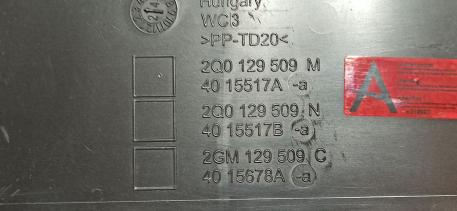 Hungary
WC3
>PP-TD20<
2Q0 129 509 M
40 15517A -a
2Q0 129 509 N
40 15517B -a
2GM 129 509 C
40 15678A -a
A